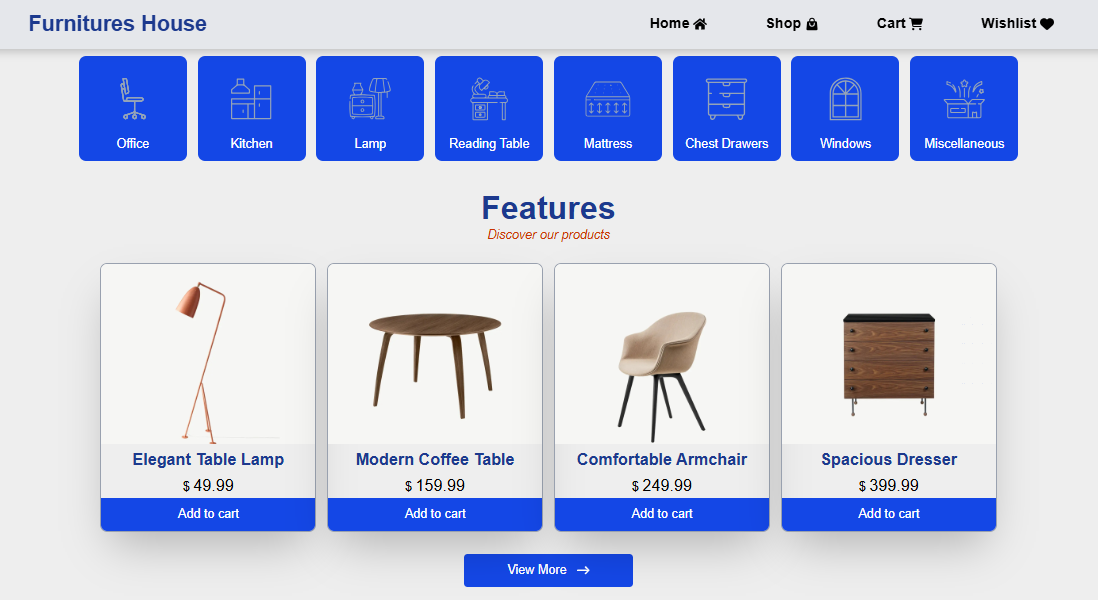 Furnitures House
Home
Shop
Cart
Wishlist
Office
Kitchen
Lamp
Reading Table
Mattress
Chest Drawers
Windows
Miscellaneous
Features
Discover our products
Elegant Table Lamp
$ 49.99
Add to cart
Modern Coffee Table
$ 159.99
Add to cart
Comfortable Armchair
$ 249.99
Add to cart
Spacious Dresser
$ 399.99
Add to cart
View More →